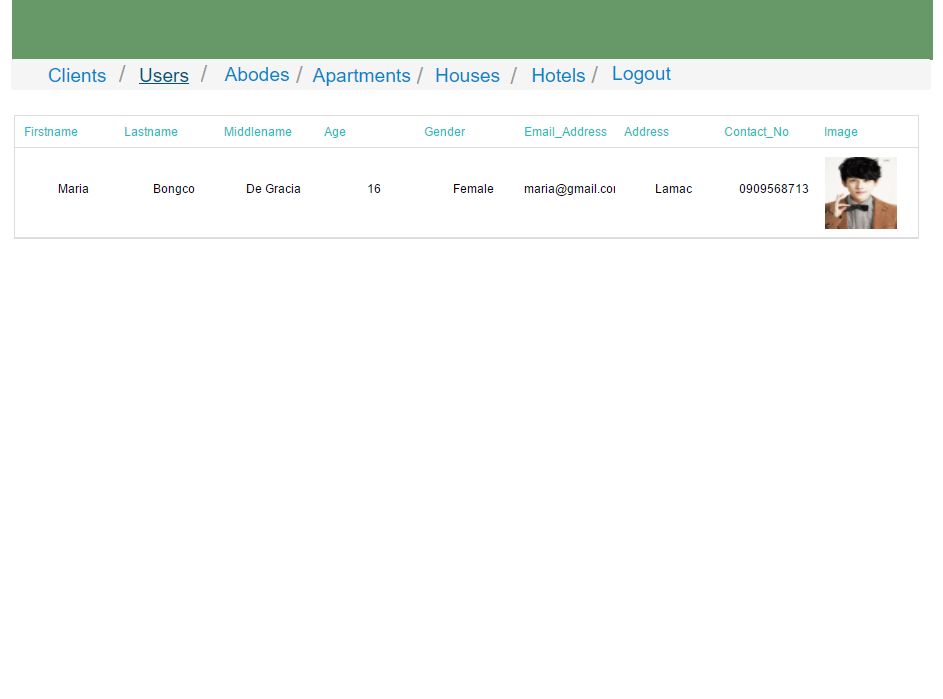 Clients / Users / Abodes / Apartments / Houses / Hotels / Logout
Firstname Lastname Middlename Age Gender Email_Address Address Contact_No Image
Maria Bongco De Gracia 16 Female maria@gmail.co Lamac 0909568713